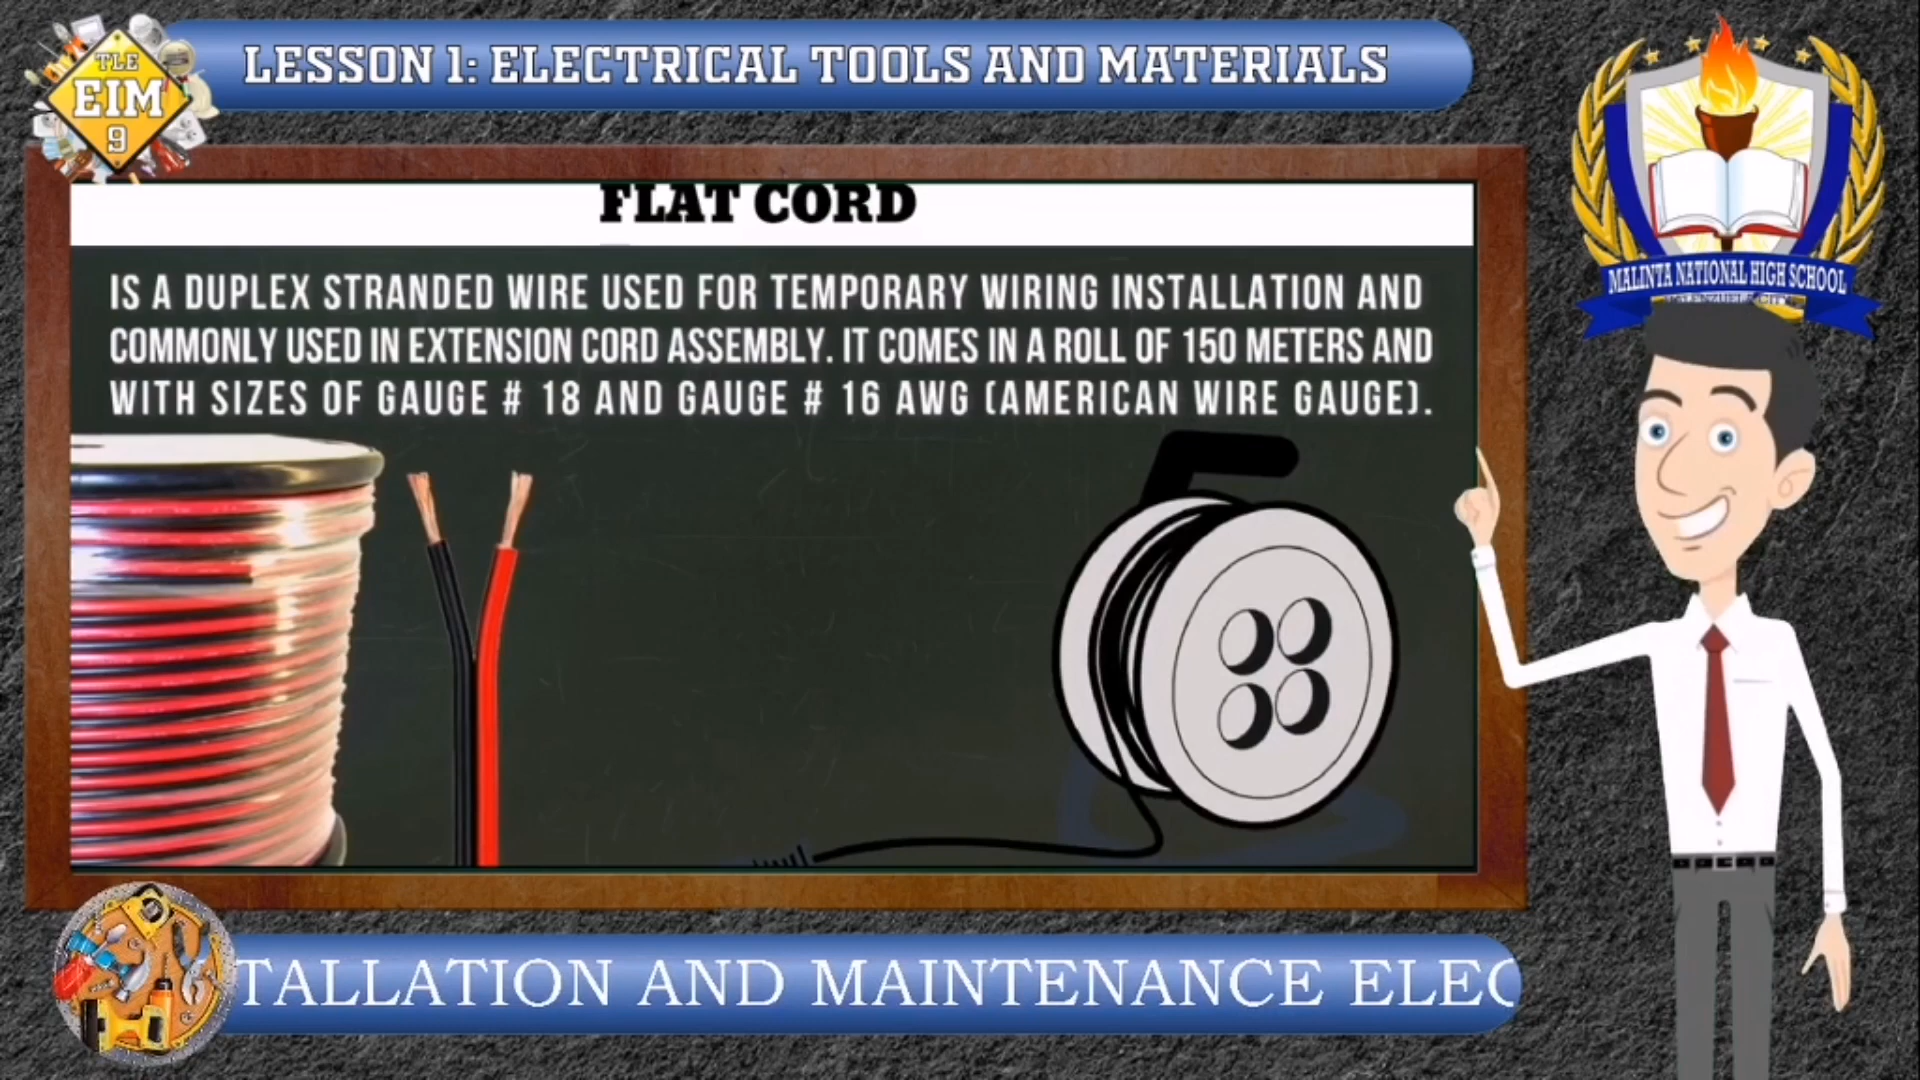 TLE
EIM
9
LESSON 1: ELECTRICAL TOOLS AND MATERIALS
FLAT CORD
IS A DUPLEX STRANDED WIRE USED FOR TEMPORARY WIRING INSTALLATION AND
COMMONLY USED IN EXTENSION CORD ASSEMBLY. IT COMES IN A ROLL OF 150 METERS AND
WITH SIZES OF GAUGE # 18 AND GAUGE # 16 AWG (AMERICAN WIRE GAUGE).
MALINTA NATIONAL HIGH SCHOOL
TALLATION AND MAINTENANCE ELEC